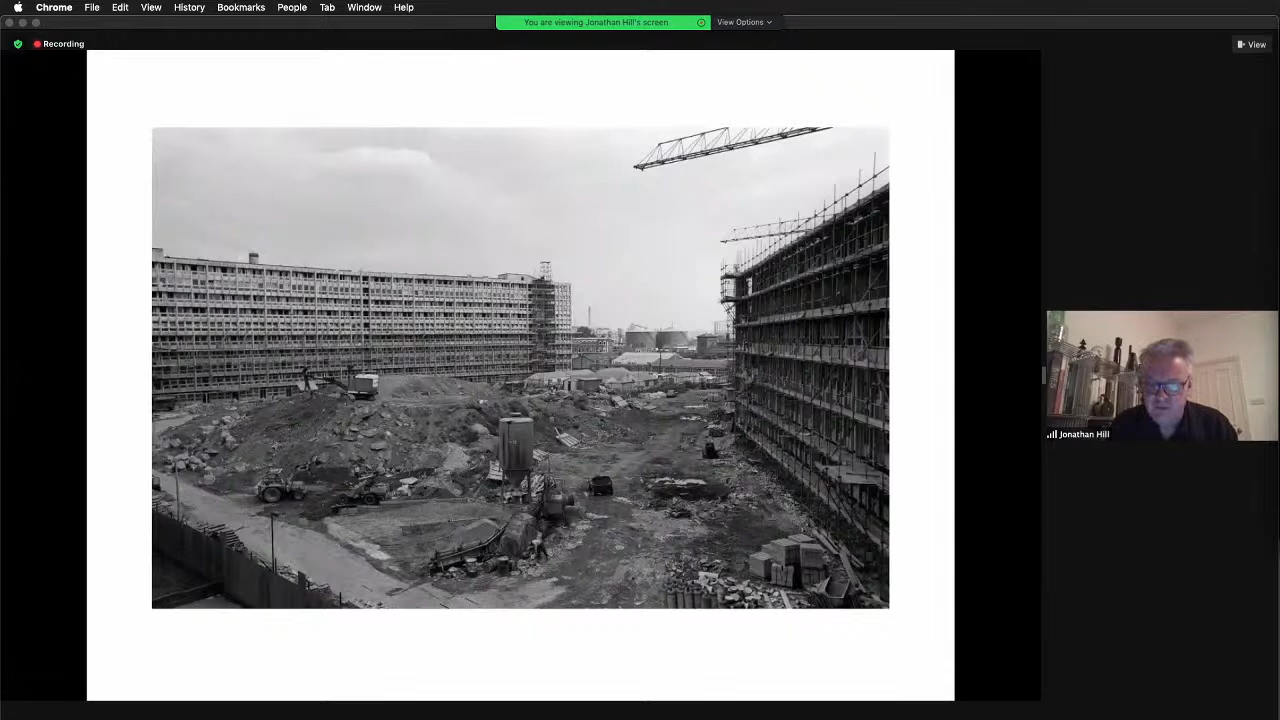 Chrome File Edit View History Bookmarks People Tab Window Help
You are viewing Jonathan Hill's screen View Options
Recording
View
Jonathan Hill